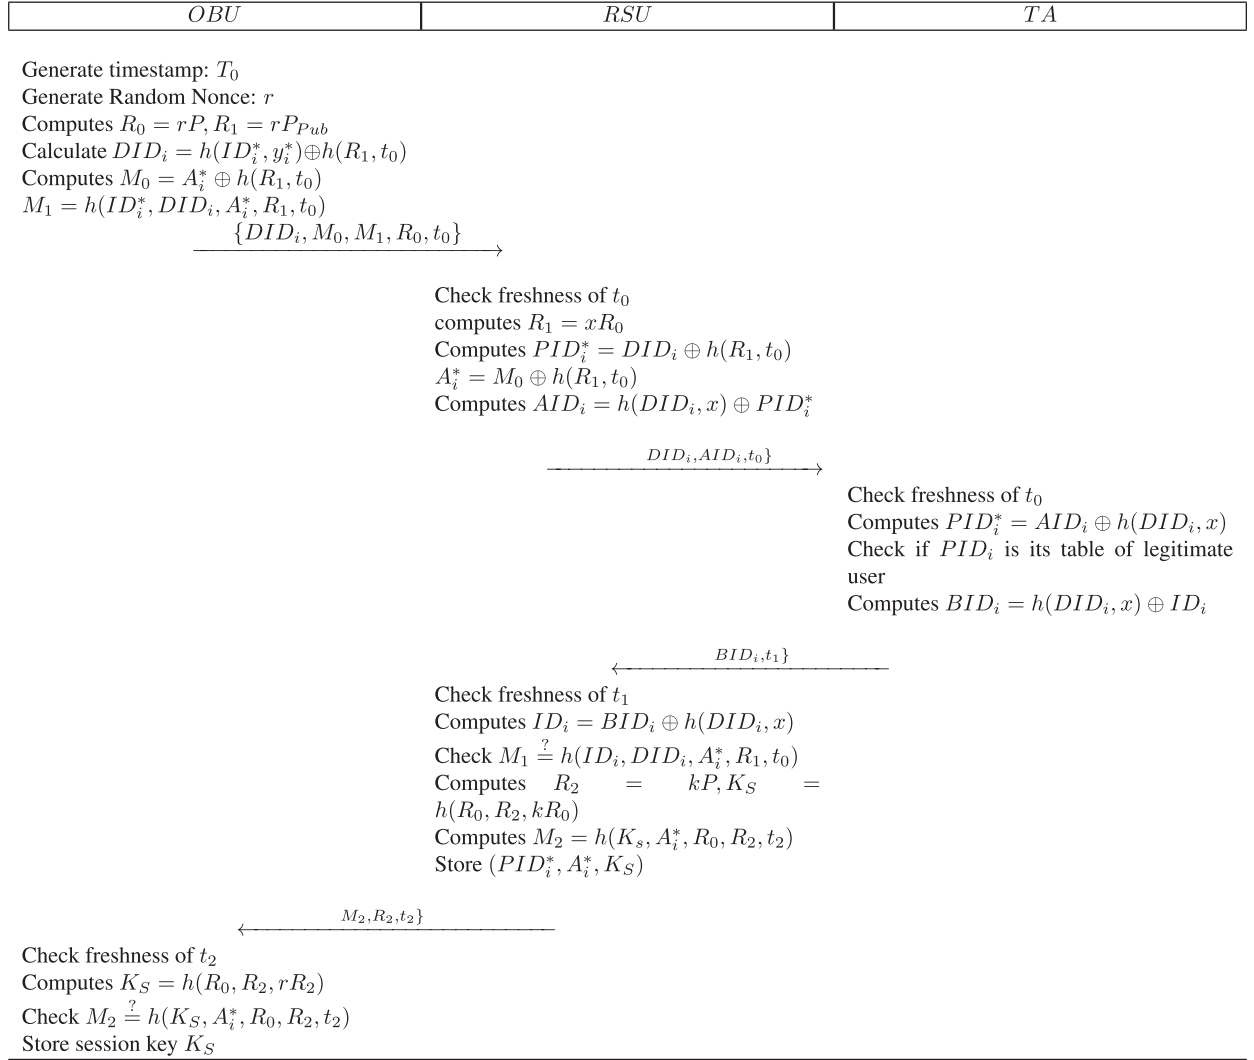 OBU RSU TA
Generate timestamp: T_0
Generate Random Nonce: r
Computes R_0 = rP, R_1 = rP_{Pub}
Calculate DID_i = h(ID_i^*, y_i^*)⊕h(R_1, t_0)
Computes M_0 = A_i^* ⊕ h(R_1, t_0)
M_1 = h(ID_i^*, DID_i, A_i^*, R_1, t_0)
{DID_i, M_0, M_1, R_0, t_0}
Check freshness of t_0
computes R_1 = xR_0
Computes PID_i^* = DID_i ⊕ h(R_1, t_0)
A_i^* = M_0 ⊕ h(R_1, t_0)
Computes AID_i = h(DID_i, x) ⊕ PID_i^*
DID_i, AID_i, t_0}
Check freshness of t_0
Computes PID_i^* = AID_i ⊕ h(DID_i, x)
Check if PID_i is its table of legitimate
user
Computes BID_i = h(DID_i, x) ⊕ ID_i
BID_i, t_1}
Check freshness of t_1
Computes ID_i = BID_i ⊕ h(DID_i, x)
Check M_1 ≟ h(ID_i, DID_i, A_i^*, R_1, t_0)
Computes R_2 = kP, K_S =
h(R_0, R_2, kR_0)
Computes M_2 = h(K_s, A_i^*, R_0, R_2, t_2)
Store (PID_i^*, A_i^*, K_S)
M_2, R_2, t_2}
Check freshness of t_2
Computes K_S = h(R_0, R_2, rR_2)
Check M_2 ≟ h(K_S, A_i^*, R_0, R_2, t_2)
Store session key K_S